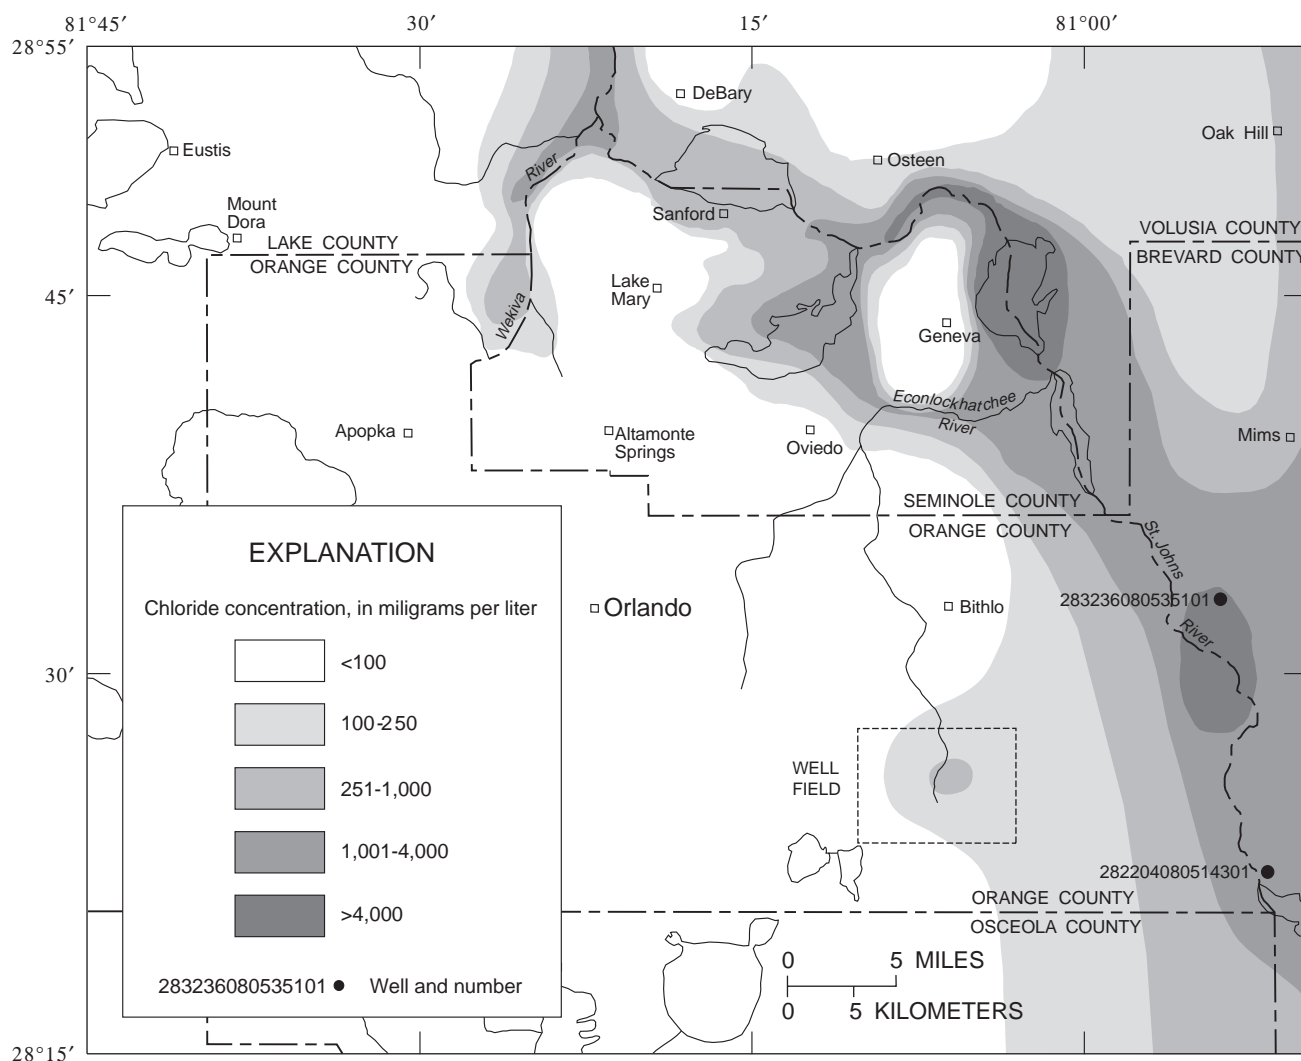 81°45′
30′
15′
81°00′
28°55′
DeBary
Oak Hill
Eustis
River
Osteen
Mount
Dora
Sanford
VOLUSIA COUNTY
BREVARD COUNTY
LAKE COUNTY
ORANGE COUNTY
Lake
Mary
45′
Wekiva
Geneva
Econlockhatchee
River
Apopka
Altamonte
Springs
Oviedo
Mims
SEMINOLE COUNTY
ORANGE COUNTY
St. Johns
River
EXPLANATION
Chloride concentration, in miligrams per liter
<100
100-250
251-1,000
1,001-4,000
>4,000
283236080535101
Well and number
Orlando
Bithlo
283236080535101
30′
WELL
FIELD
282204080514301
ORANGE COUNTY
OSCEOLA COUNTY
0 5 MILES
0 5 KILOMETERS
28°15′